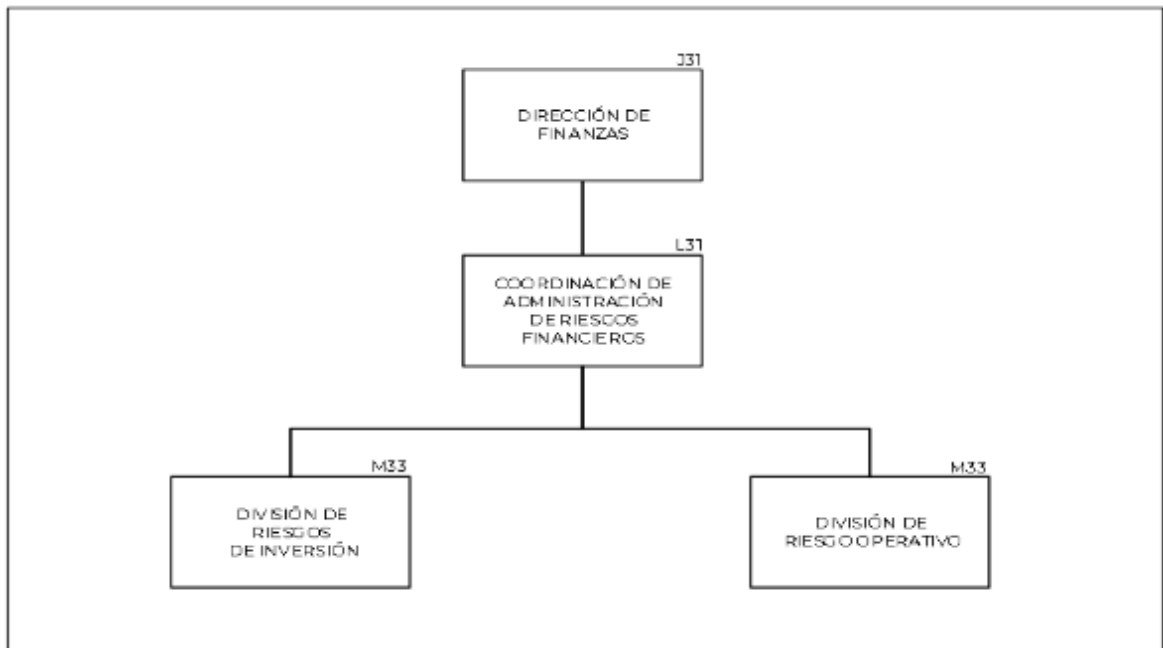 J31
DIRECCIÓN DE
FINANZAS
L31
COORDINACIÓN DE
ADMINISTRACIÓN
DE RIESGOS
FINANCIEROS
M33
DIVISIÓN DE
RIESGOS
DE INVERSIÓN
M33
DIVISIÓN DE
RIESGO OPERATIVO